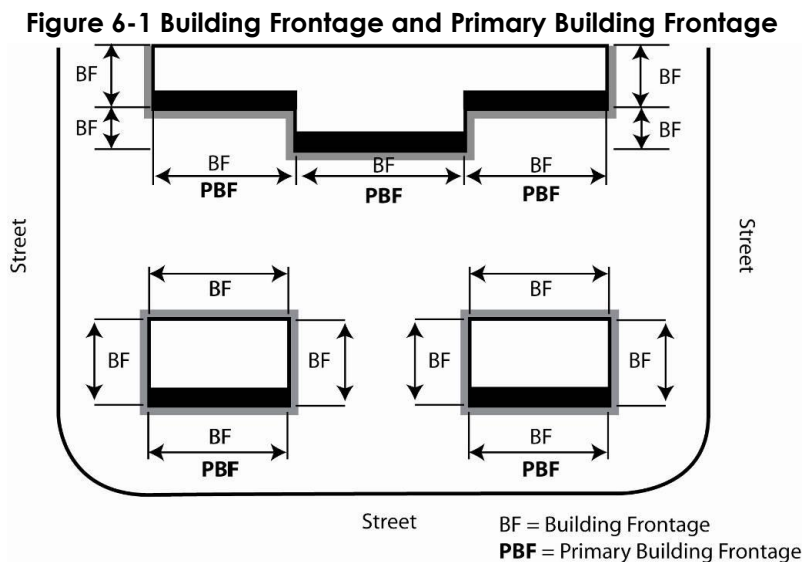 Figure 6-1 Building Frontage and Primary Building Frontage
BF
BF
BF
BF
BF
BF
BF
PBF
PBF
PBF
Street
Street
BF
BF
BF
BF
BF
BF
BF
BF
PBF
BF
PBF
Street
BF = Building Frontage
PBF = Primary Building Frontage